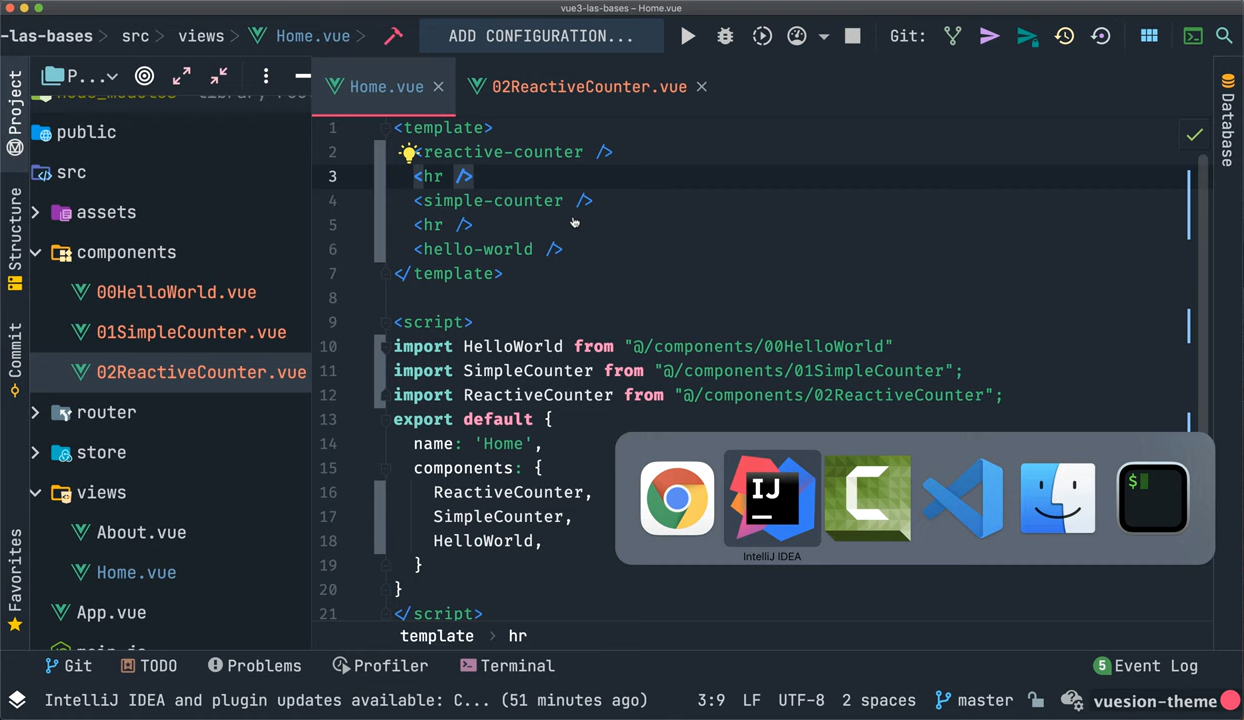 vue3-las-bases – Home.vue
-las-bases
src
views
Home.vue
ADD CONFIGURATION...
Git:
P...
Home.vue
02ReactiveCounter.vue
Project
Structure
Commit
Favorites
Database
public
src
assets
components
00HelloWorld.vue
01SimpleCounter.vue
02ReactiveCounter.vue
router
store
views
About.vue
Home.vue
App.vue
1 <template>
2 <reactive-counter />
3 <hr />
4 <simple-counter />
5 <hr />
6 <hello-world />
7 </template>
8
9 <script>
10 import HelloWorld from "@/components/00HelloWorld"
11 import SimpleCounter from "@/components/01SimpleCounter";
12 import ReactiveCounter from "@/components/02ReactiveCounter";
13 export default {
14 name: 'Home',
15 components: {
16 ReactiveCounter,
17 SimpleCounter,
18 HelloWorld,
19 }
20 }
21 </script>
IJ
$
IntelliJ IDEA
template > hr
Git
TODO
Problems
Profiler
Terminal
5 Event Log
IntelliJ IDEA and plugin updates available: C... (51 minutes ago)
3:9
LF
UTF-8
2 spaces
master
vuesion-theme